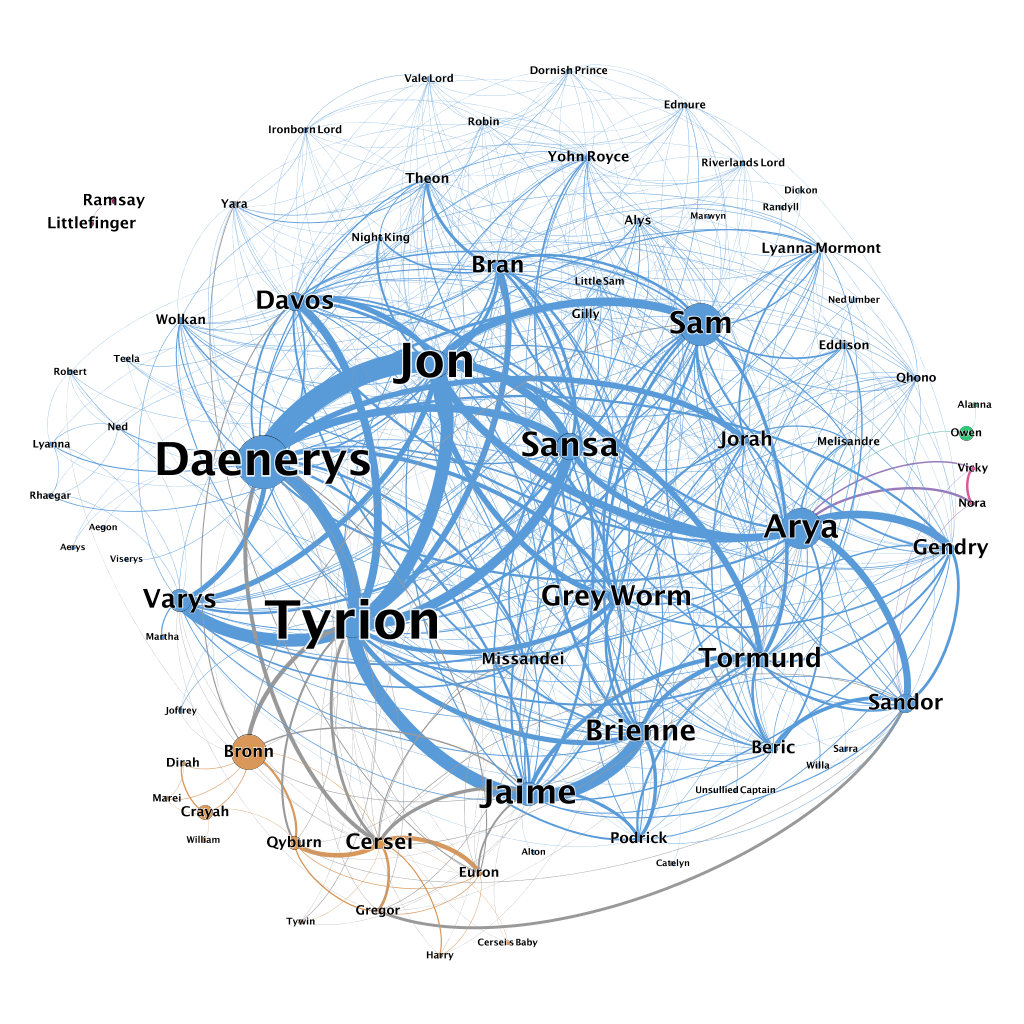 Dornish Prince
Vale Lord
Edmure
Robin
Ironborn Lord
Yohn Royce
Riverlands Lord
Theon
Dickon
Ramsay
Yara
Randyll
Littlefinger
Alys
Marwyn
Night King
Lyanna Mormont
Bran
Little Sam
Davos
Ned Umber
Gilly
Wolkan
Sam
Eddison
Teela
Jon
Robert
Qhono
Alanna
Ned
Owen
Lyanna
Sansa
Jorah
Melisandre
Daenerys
Vicky
Rhaegar
Nora
Aegon
Arya
Aerys
Gendry
Viserys
Varys
Grey Worm
Tyrion
Martha
Missandei
Tormund
Sandor
Joffrey
Brienne
Beric
Sarra
Bronn
Dirah
Willa
Jaime
Unsullied Captain
Marei
Crayah
William
Qyburn
Cersei
Podrick
Alton
Catelyn
Euron
Gregor
Tywin
Cersei's Baby
Harry